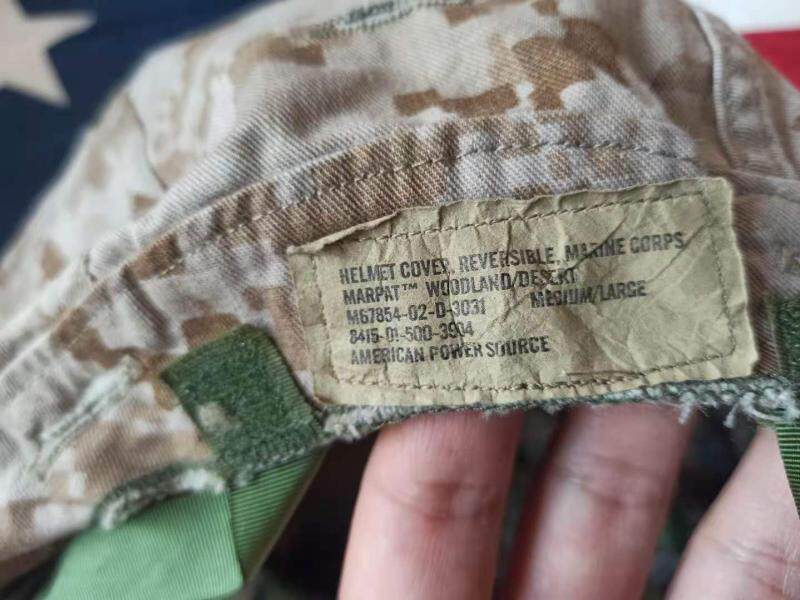 HELMET COVER, REVERSIBLE, MARINE CORPS
MARPAT™ WOODLAND/DESERT
M67854-02-D-3031 MEDIUM/LARGE
8415-01-500-3904
AMERICAN POWER SOURCE